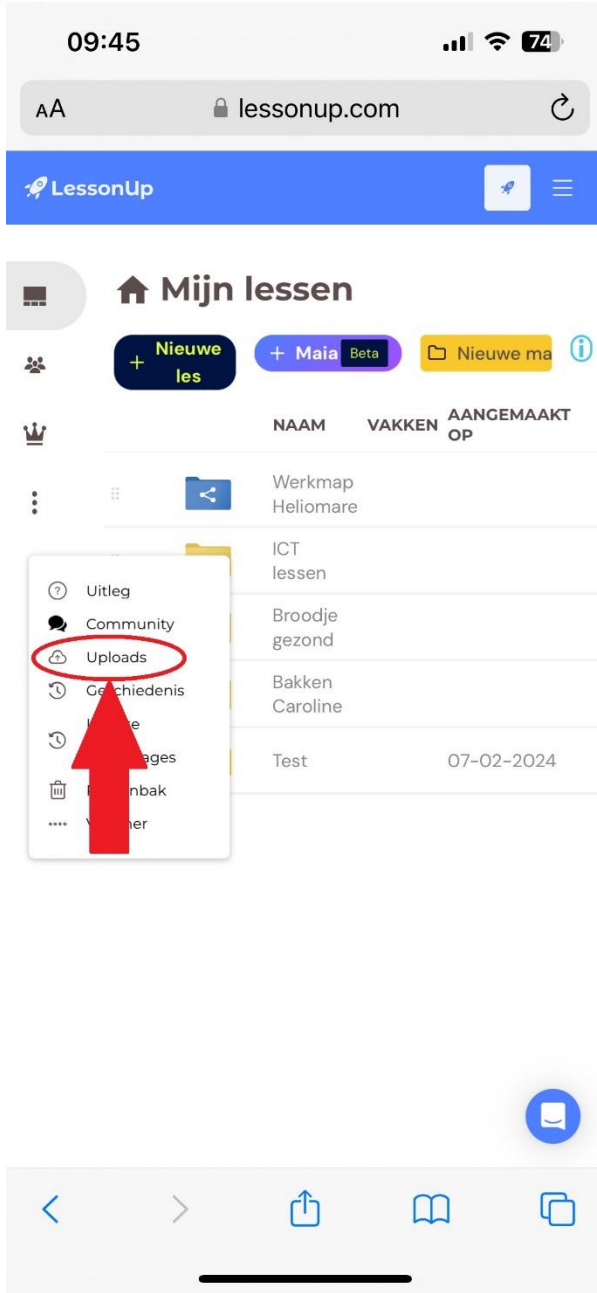 09:45
74
AA lessonup.com
LessonUp
Mijn lessen
+ Nieuwe les
+ Maia Beta
Nieuwe ma
NAAM VAKKEN AANGEMAAKT OP
Werkmap
Heliomare
ICT
lessen
Broodje
gezond
Bakken
Caroline
Test 07-02-2024
Uitleg
Community
Uploads